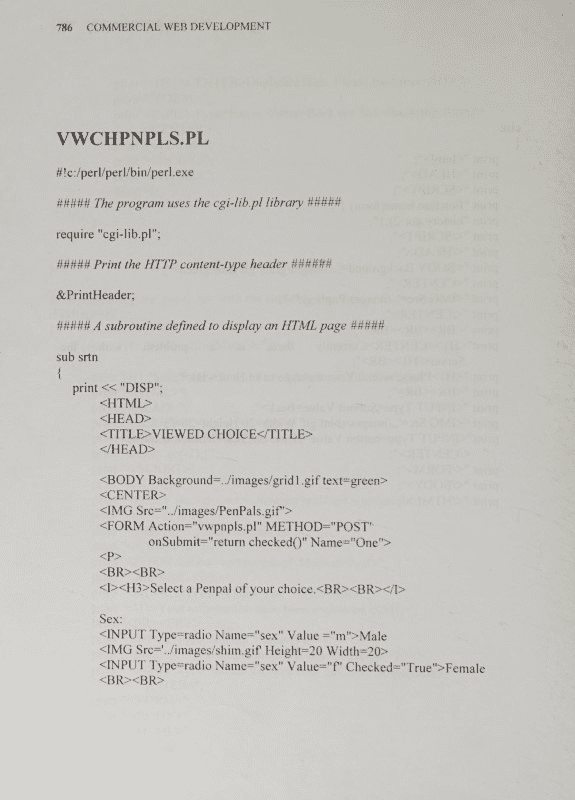 786 COMMERCIAL WEB DEVELOPMENT
VWCHPNPLS.PL
#!c:/perl/perl/bin/perl.exe
##### The program uses the cgi-lib.pl library #####
require "cgi-lib.pl";
##### Print the HTTP content-type header ######
&PrintHeader;
##### A subroutine defined to display an HTML page #####
sub srtn
{
print << "DISP";
<HTML>
<HEAD>
<TITLE>VIEWED CHOICE</TITLE>
</HEAD>
<BODY Background=../images/grid1.gif text=green>
<CENTER>
<IMG Src="../images/PenPals.gif">
<FORM Action="vwpnpls.pl" METHOD="POST"
onSubmit="return checked()" Name="One">
<P>
<BR><BR>
<I><H3>Select a Penpal of your choice.<BR><BR></I>
Sex:
<INPUT Type=radio Name="sex" Value ="m">Male
<IMG Src='../images/shim.gif' Height=20 Width=20>
<INPUT Type=radio Name="sex" Value="f" Checked="True">Female
<BR><BR>